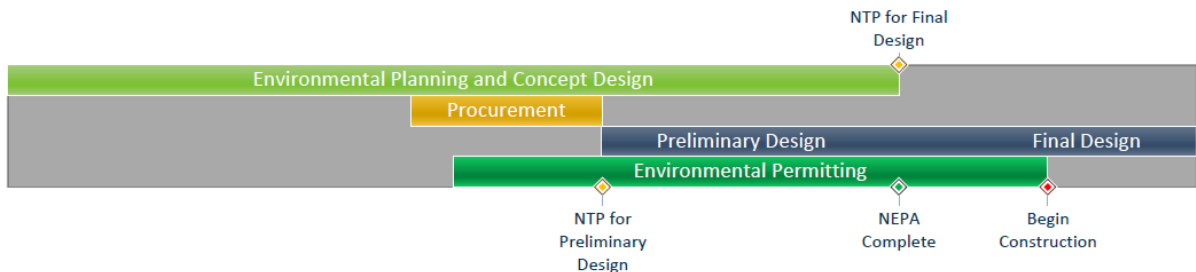 NTP for Final
Design
Environmental Planning and Concept Design
Procurement
Preliminary Design
Final Design
Environmental Permitting
NTP for
Preliminary
Design
NEPA
Complete
Begin
Construction